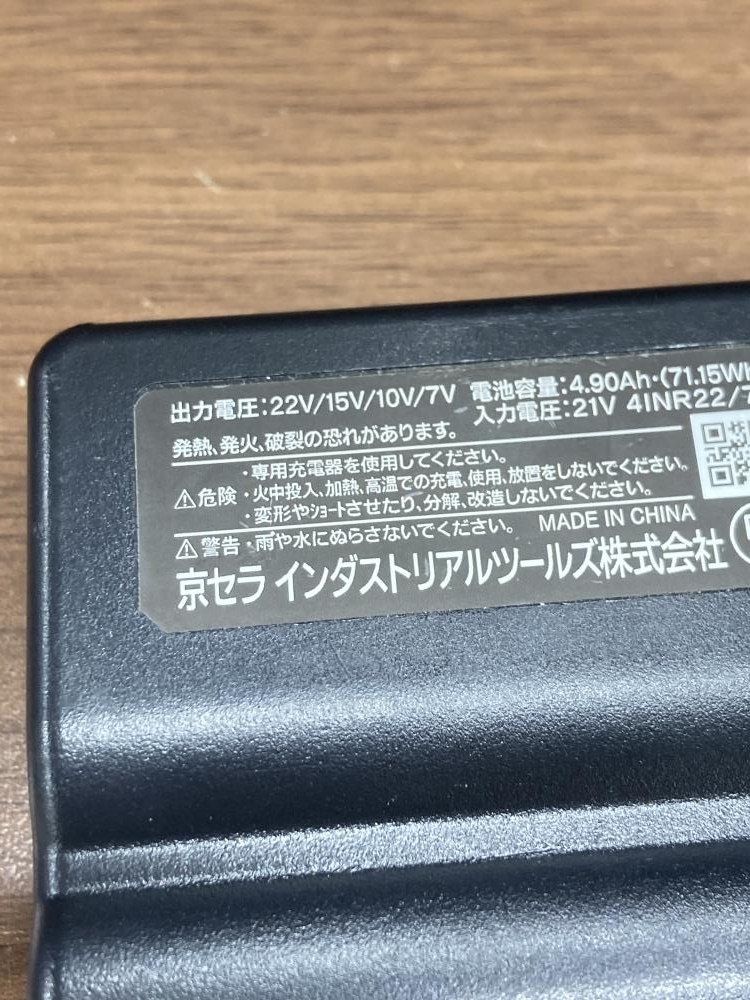 出力電圧:22V/15V/10V/7V 電池容量:4.90Ah・(71.15Wh
入力電圧:21V 4INR22/7
発熱、発火、破裂の恐れがあります。
⚠危険
・専用充電器を使用してください。
・火中投入、加熱、高温での充電、使用、放置をしないでください。
・変形やショートさせたり、分解、改造しないでください。
⚠警告・雨や水にぬらさないでください。 MADE IN CHINA
京セラ インダストリアルツールズ株式会社